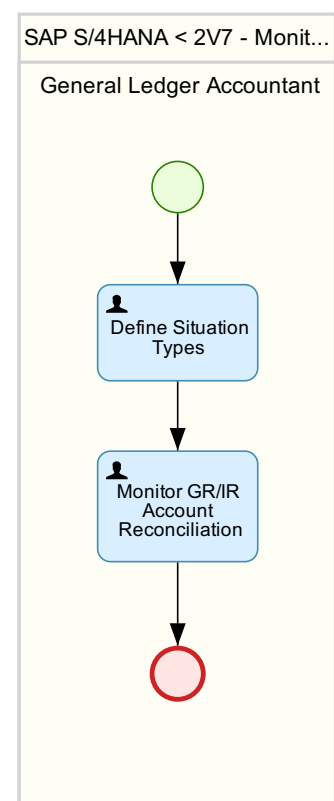 SAP S/4HANA < 2V7 - Monit...
General Ledger Accountant
Define Situation
Types
Monitor GR/IR
Account
Reconciliation